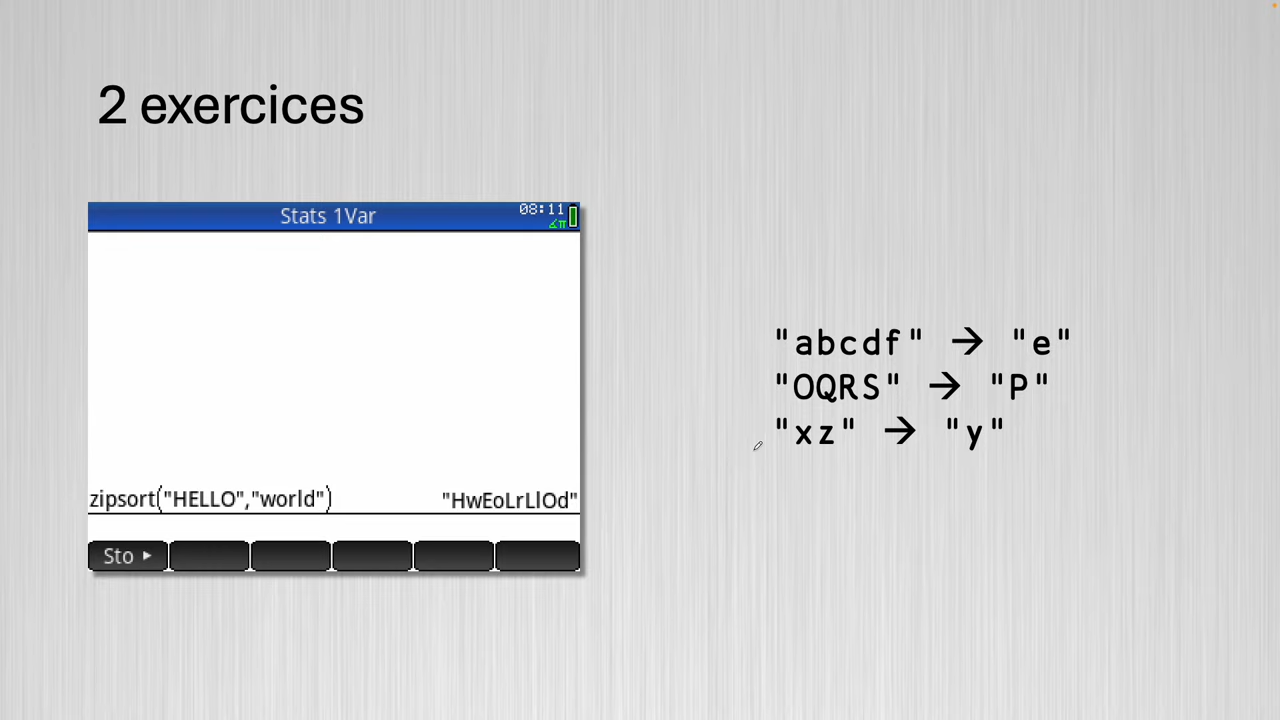 2 exercices
Stats 1Var
08:11
∡π
zipsort("HELLO","world")
"HwEoLrLlOd"
Sto ▶
"abcdf" → "e"
"OQRS" → "P"
"xz" → "y"